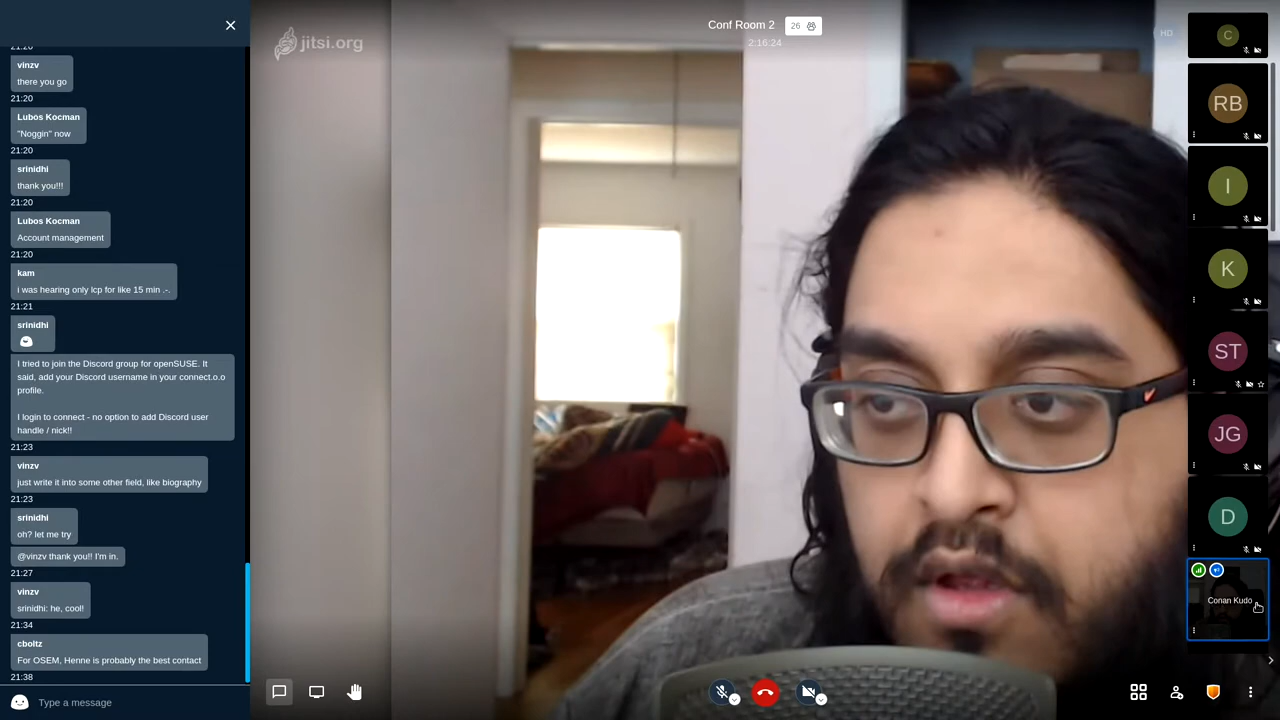 21:20
vinzv
there you go
21:20
Lubos Kocman
"Noggin" now
21:20
srinidhi
thank you!!!
21:20
Lubos Kocman
Account management
21:20
kam
i was hearing only lcp for like 15 min .-.
21:21
srinidhi
I tried to join the Discord group for openSUSE. It
said, add your Discord username in your connect.o.o
profile.
I login to connect - no option to add Discord user
handle / nick!!
21:23
vinzv
just write it into some other field, like biography
21:23
srinidhi
oh? let me try
@vinzv thank you!! I'm in.
21:27
vinzv
srinidhi: he, cool!
21:34
cboltz
For OSEM, Henne is probably the best contact
21:38
Type a message
jitsi.org
Conf Room 2
26
2:16:24
HD
C
RB
I
K
ST
JG
D
Conan Kudo